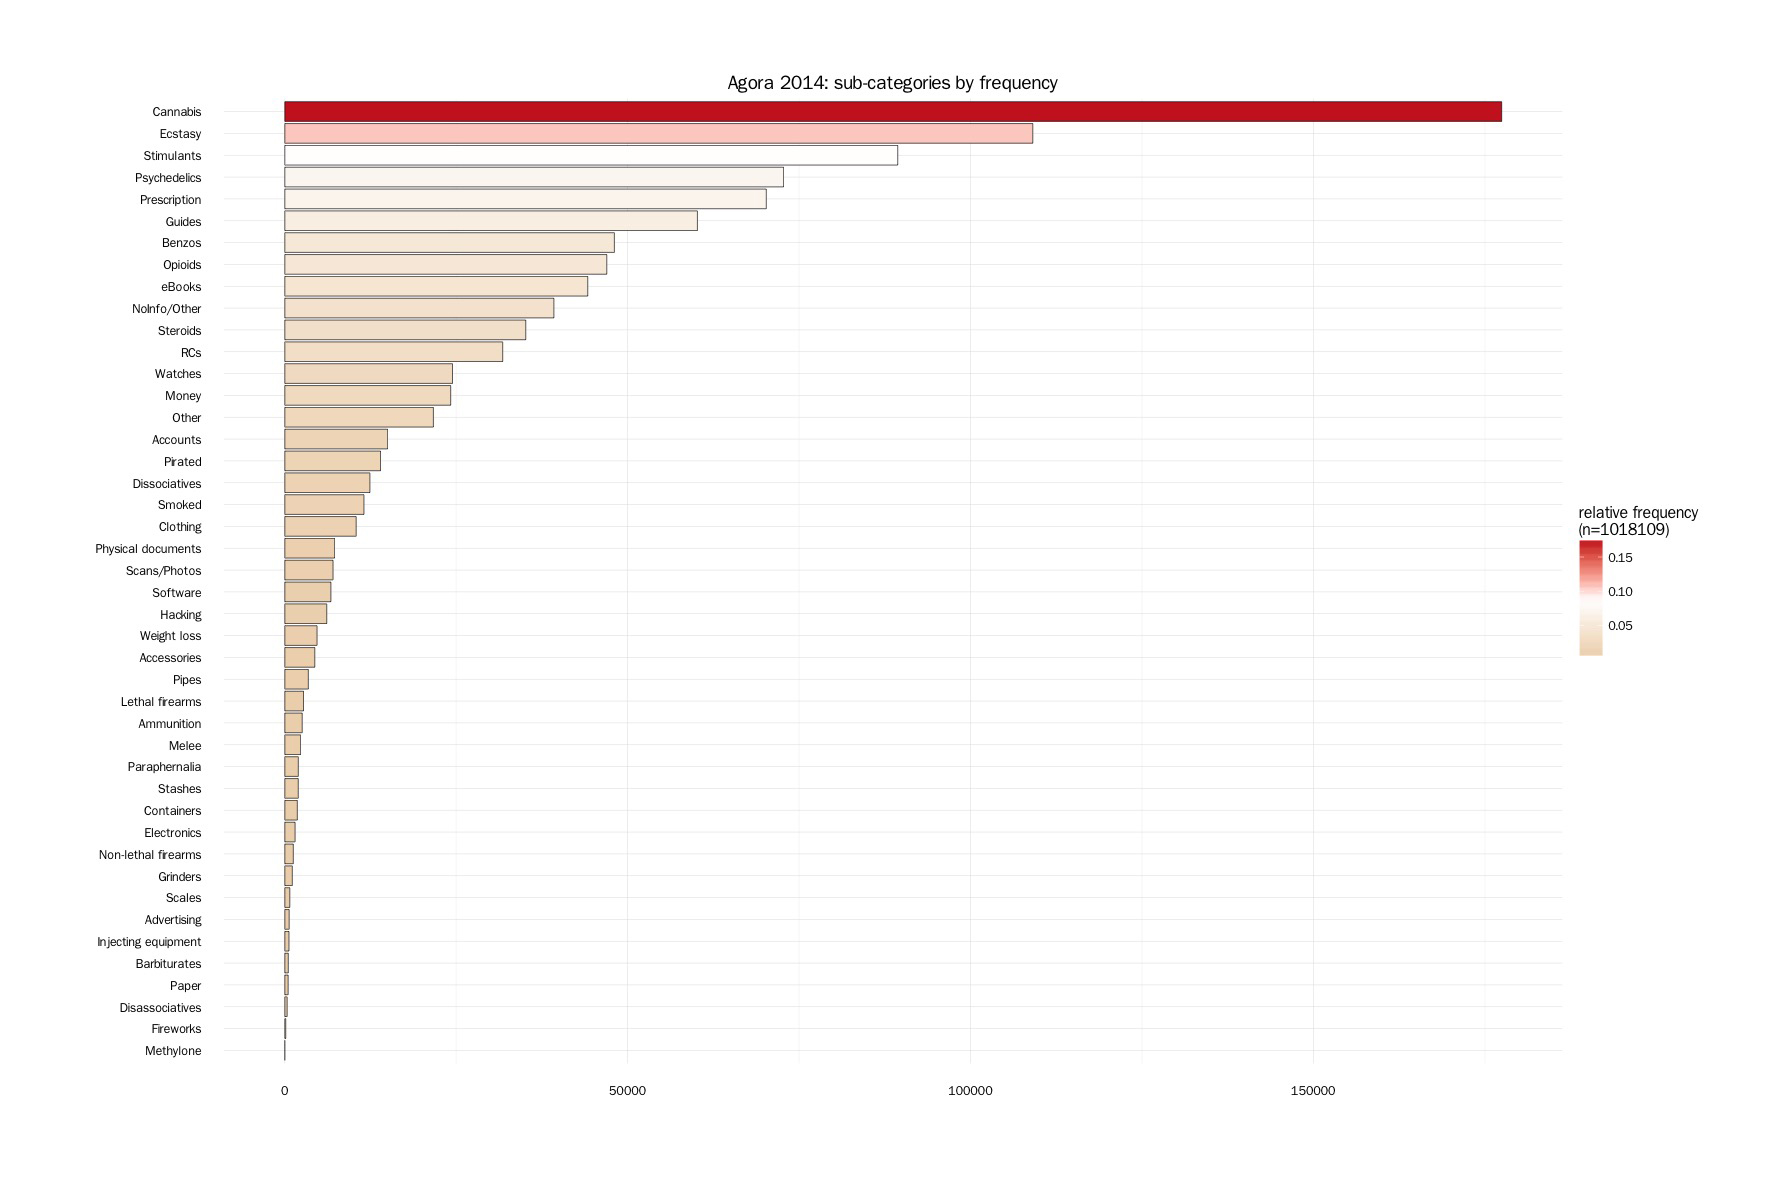 Agora 2014: sub-categories by frequency
Cannabis
Ecstasy
Stimulants
Psychedelics
Prescription
Guides
Benzos
Opioids
eBooks
NoInfo/Other
Steroids
RCs
Watches
Money
Other
Accounts
Pirated
Dissociatives
Smoked
Clothing
Physical documents
Scans/Photos
Software
Hacking
Weight loss
Accessories
Pipes
Lethal firearms
Ammunition
Melee
Paraphernalia
Stashes
Containers
Electronics
Non-lethal firearms
Grinders
Scales
Advertising
Injecting equipment
Barbiturates
Paper
Disassociatives
Fireworks
Methylone
0 50000 100000 150000
relative frequency
(n=1018109)
0.15
0.10
0.05